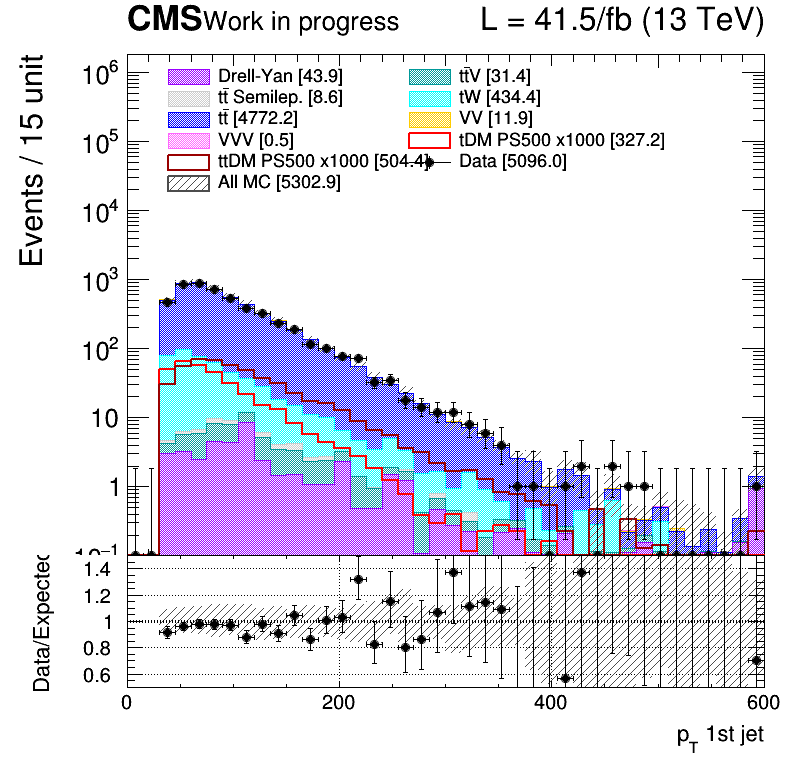 CMS Work in progress L = 41.5/fb (13 TeV)
Events / 15 unit
10⁶
10⁵
10⁴
10³
10²
10
1
10⁻¹
Drell-Yan [43.9] tt̄V [31.4]
tt̄ Semilep. [8.6] tW [434.4]
tt̄ [4772.2] VV [11.9]
VVV [0.5] tDM PS500 x1000 [327.2]
ttDM PS500 x1000 [504.4] Data [5096.0]
All MC [5302.9]
Data/Expected
1.4
1.2
1
0.8
0.6
0 200 400 600
p_T 1st jet